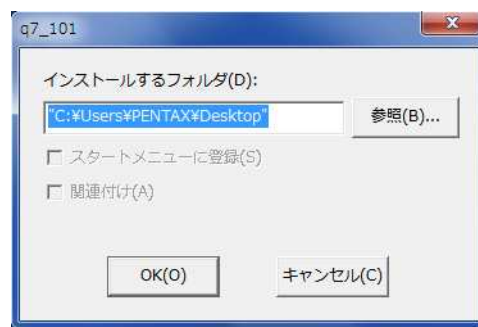 q7_101
インストールするフォルダ(D):
"C:¥Users¥PENTAX¥Desktop"
参照(B)...
スタートメニューに登録(S)
関連付け(A)
OK(O)
キャンセル(C)